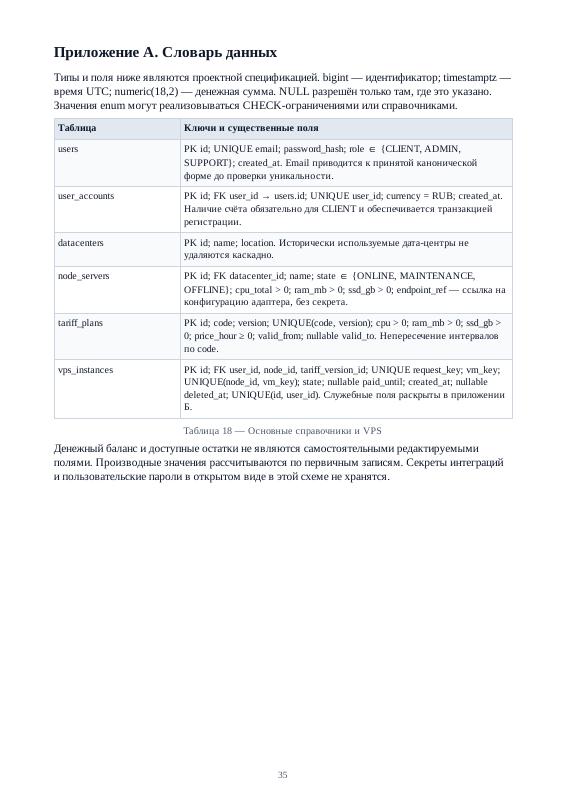 Приложение А. Словарь данных
Типы и поля ниже являются проектной спецификацией. bigint — идентификатор; timestamptz —
время UTC; numeric(18,2) — денежная сумма. NULL разрешён только там, где это указано.
Значения enum могут реализовываться CHECK-ограничениями или справочниками.
Таблица Ключи и существенные поля
users PK id; UNIQUE email; password_hash; role ∈ {CLIENT, ADMIN,
SUPPORT}; created_at. Email приводится к принятой канонической
форме до проверки уникальности.
user_accounts PK id; FK user_id → users.id; UNIQUE user_id; currency = RUB; created_at.
Наличие счёта обязательно для CLIENT и обеспечивается транзакцией
регистрации.
datacenters PK id; name; location. Исторически используемые дата-центры не
удаляются каскадно.
node_servers PK id; FK datacenter_id; name; state ∈ {ONLINE, MAINTENANCE,
OFFLINE}; cpu_total > 0; ram_mb > 0; ssd_gb > 0; endpoint_ref — ссылка на
конфигурацию адаптера, без секрета.
tariff_plans PK id; code; version; UNIQUE(code, version); cpu > 0; ram_mb > 0; ssd_gb >
0; price_hour ≥ 0; valid_from; nullable valid_to. Непересечение интервалов
по code.
vps_instances PK id; FK user_id, node_id, tariff_version_id; UNIQUE request_key; vm_key;
UNIQUE(node_id, vm_key); state; nullable paid_until; created_at; nullable
deleted_at; UNIQUE(id, user_id). Служебные поля раскрыты в приложении
Б.
Таблица 18 — Основные справочники и VPS
Денежный баланс и доступные остатки не являются самостоятельными редактируемыми
полями. Производные значения рассчитываются по первичным записям. Секреты интеграций
и пользовательские пароли в открытом виде в этой схеме не хранятся.
35